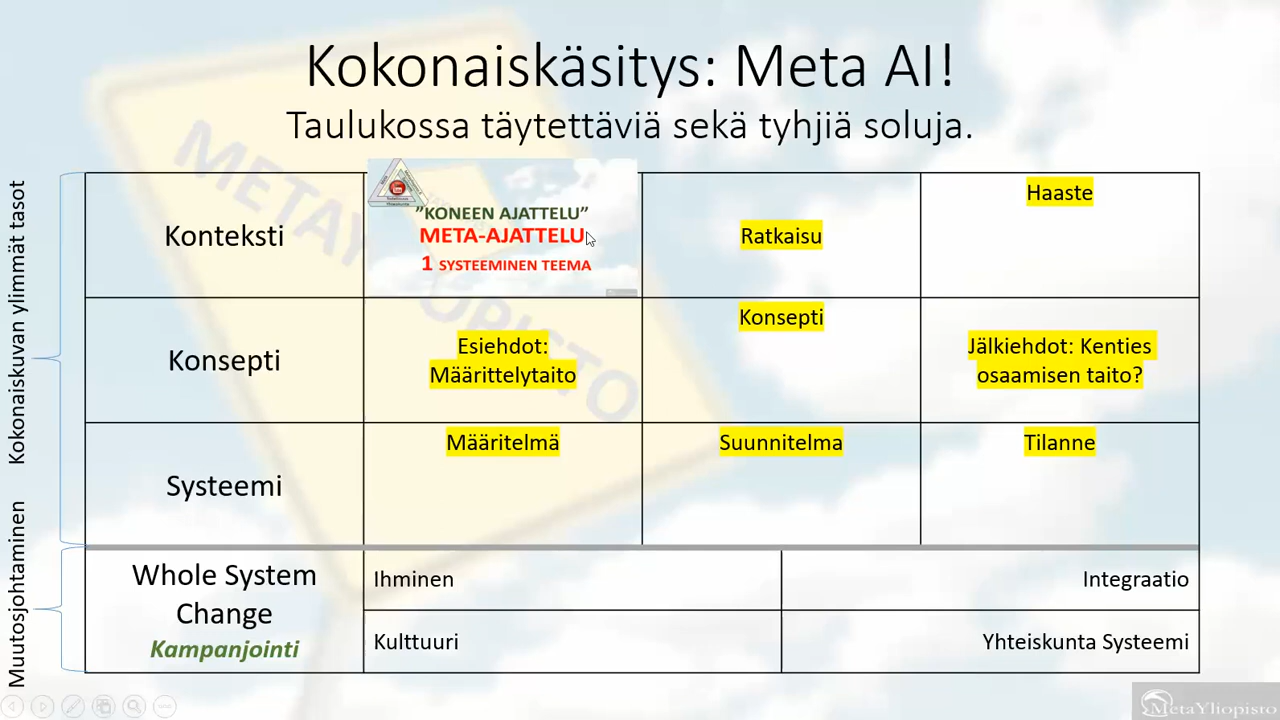 Kokonaiskäsitys: Meta AI!
Taulukossa täytettäviä sekä tyhjiä soluja.
Kokonaiskuvan ylimmät tasot
Muutosjohtaminen
Konteksti
"KONEEN AJATTELU"
META-AJATTELU
1 SYSTEEMINEN TEEMA
Ratkaisu
Haaste
Konsepti
Esiehdot:
Määrittelytaito
Konsepti
Jälkiehdot: Kenties
osaamisen taito?
Systeemi
Määritelmä
Suunnitelma
Tilanne
Whole System
Change
Kampanjointi
Ihminen
Integraatio
Kulttuuri
Yhteiskunta Systeemi
METAYLIOPISTO
MetaYliopisto